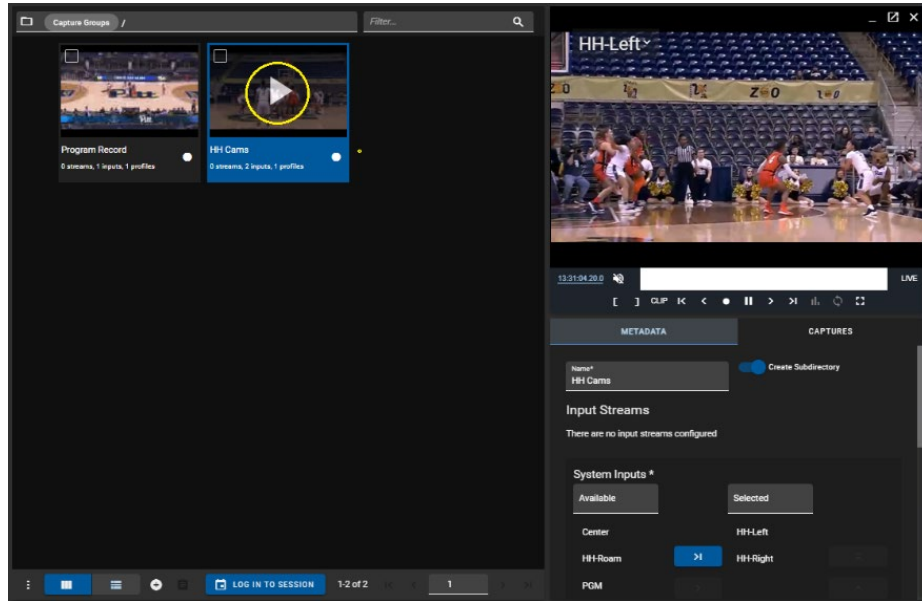 Capture Groups /
Filter...
Program Record
0 streams, 1 inputs, 1 profiles
HH Cams
0 streams, 2 inputs, 1 profiles
LOG IN TO SESSION
1-2 of 2
1
HH-Left
13:31:04.20.0
LIVE
[ ] CLIP
METADATA
CAPTURES
Name*
HH Cams
Create Subdirectory
Input Streams
There are no input streams configured
System Inputs *
Available
Selected
Center
HH-Left
HH-Roam
HH-Right
PGM